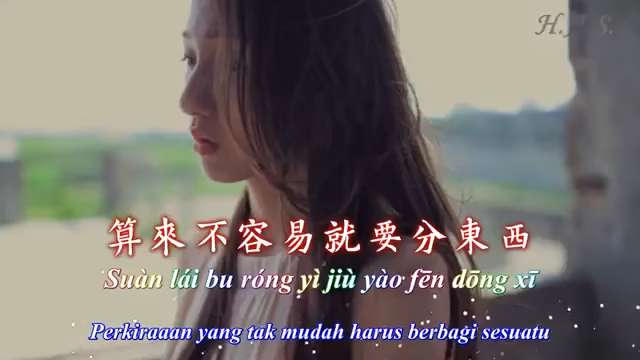 H.M.S.
算來不容易就要分東西
Suàn lái bu róng yì jiù yào fēn dōng xī
Perkiraaan yang tak mudah harus berbagi sesuatu